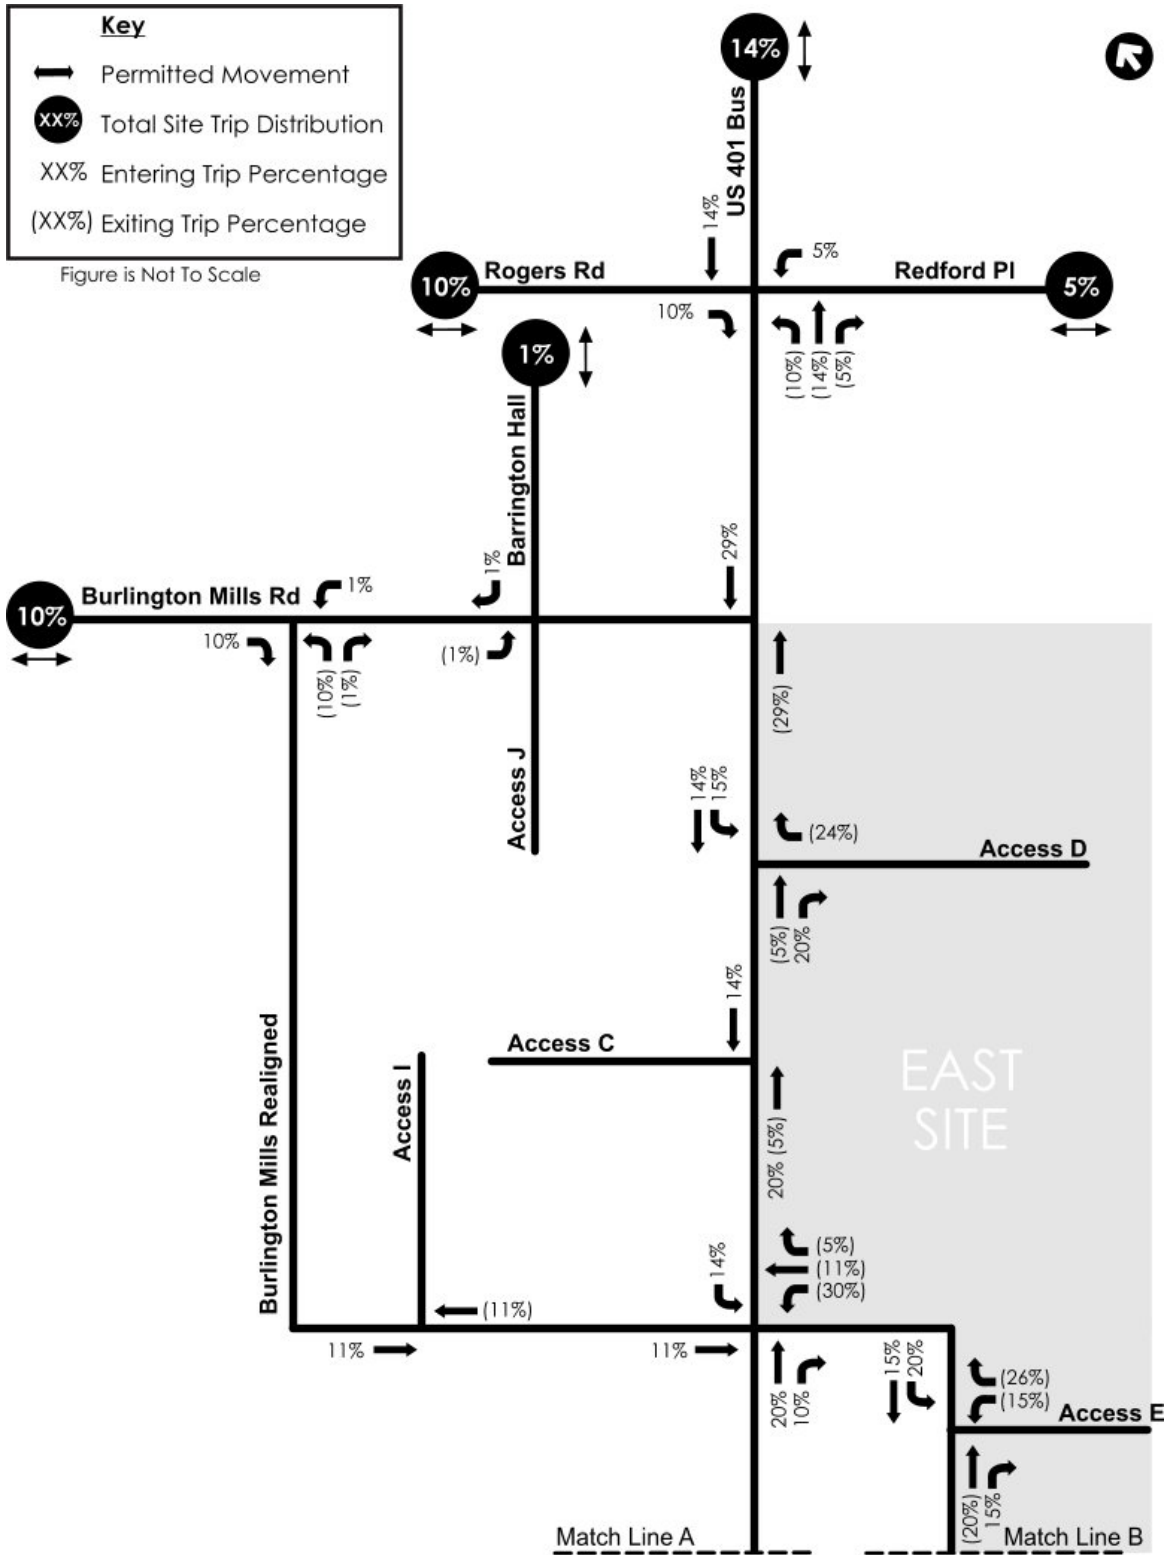 Key
Permitted Movement
XX% Total Site Trip Distribution
XX% Entering Trip Percentage
(XX%) Exiting Trip Percentage
Figure is Not To Scale
14%
US 401 Bus
14%
5%
10%
Rogers Rd
Redford Pl
5%
10%
(10%)
(14%)
(5%)
1%
Barrington Hall
29%
1%
1%
10%
Burlington Mills Rd
10%
(10%)
(1%)
(1%)
(29%)
Access J
14%
15%
(24%)
Access D
(5%)
20%
14%
Access C
EAST
SITE
Burlington Mills Realigned
Access I
20% (5%)
14%
(5%)
(11%)
(30%)
(11%)
11%
11%
20%
10%
15%
20%
(26%)
(15%)
Access E
(20%)
15%
Match Line A
Match Line B